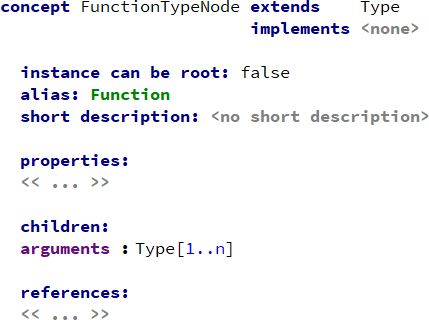 concept FunctionTypeNode extends Type
implements <none>
instance can be root: false
alias: Function
short description: <no short description>
properties:
<< ... >>
children:
arguments : Type[1..n]
references:
<< ... >>